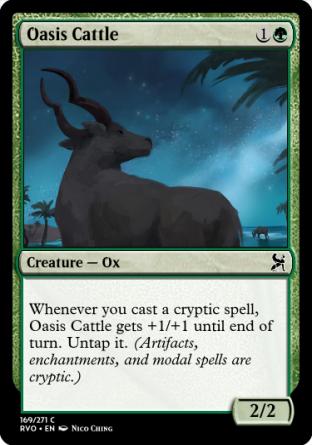 Oasis Cattle 1
Creature — Ox
Whenever you cast a cryptic spell,
Oasis Cattle gets +1/+1 until end of
turn. Untap it. (Artifacts,
enchantments, and modal spells are
cryptic.)
2/2
169/271 C
RVO • EN Nico Ching